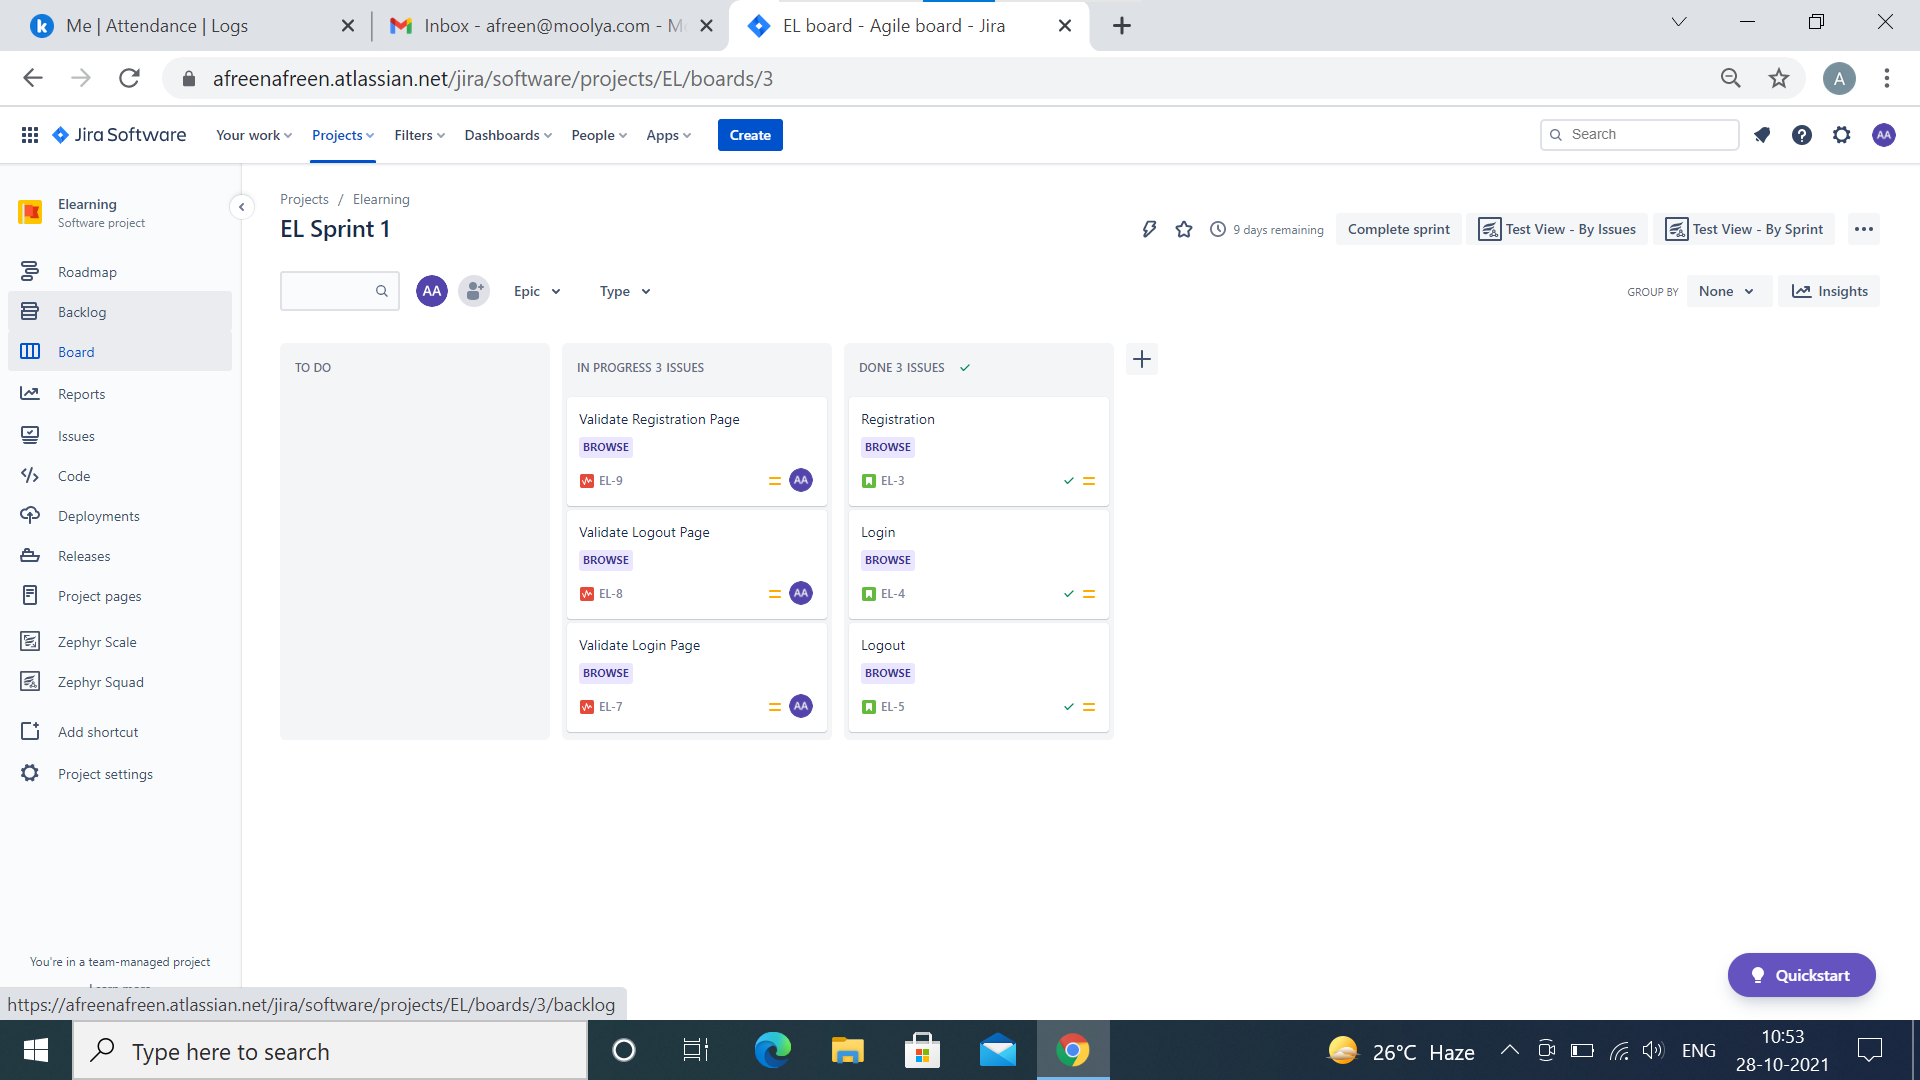 Me | Attendance | Logs
Inbox - afreen@moolya.com - M
EL board - Agile board - Jira
afreenafreen.atlassian.net/jira/software/projects/EL/boards/3
A
Jira Software
Your work
Projects
Filters
Dashboards
People
Apps
Create
Search
AA
Elearning
Software project
Projects / Elearning
EL Sprint 1
9 days remaining
Complete sprint
Test View - By Issues
Test View - By Sprint
Roadmap
Backlog
Board
Reports
Issues
Code
Deployments
Releases
Project pages
Zephyr Scale
Zephyr Squad
Add shortcut
Project settings
You're in a team-managed project
AA
Epic
Type
GROUP BY
None
Insights
TO DO
IN PROGRESS 3 ISSUES
Validate Registration Page
BROWSE
EL-9
AA
Validate Logout Page
BROWSE
EL-8
AA
Validate Login Page
BROWSE
EL-7
AA
DONE 3 ISSUES
Registration
BROWSE
EL-3
Login
BROWSE
EL-4
Logout
BROWSE
EL-5
Quickstart
https://afreenafreen.atlassian.net/jira/software/projects/EL/boards/3/backlog
Type here to search
26°C Haze
ENG
10:53
28-10-2021